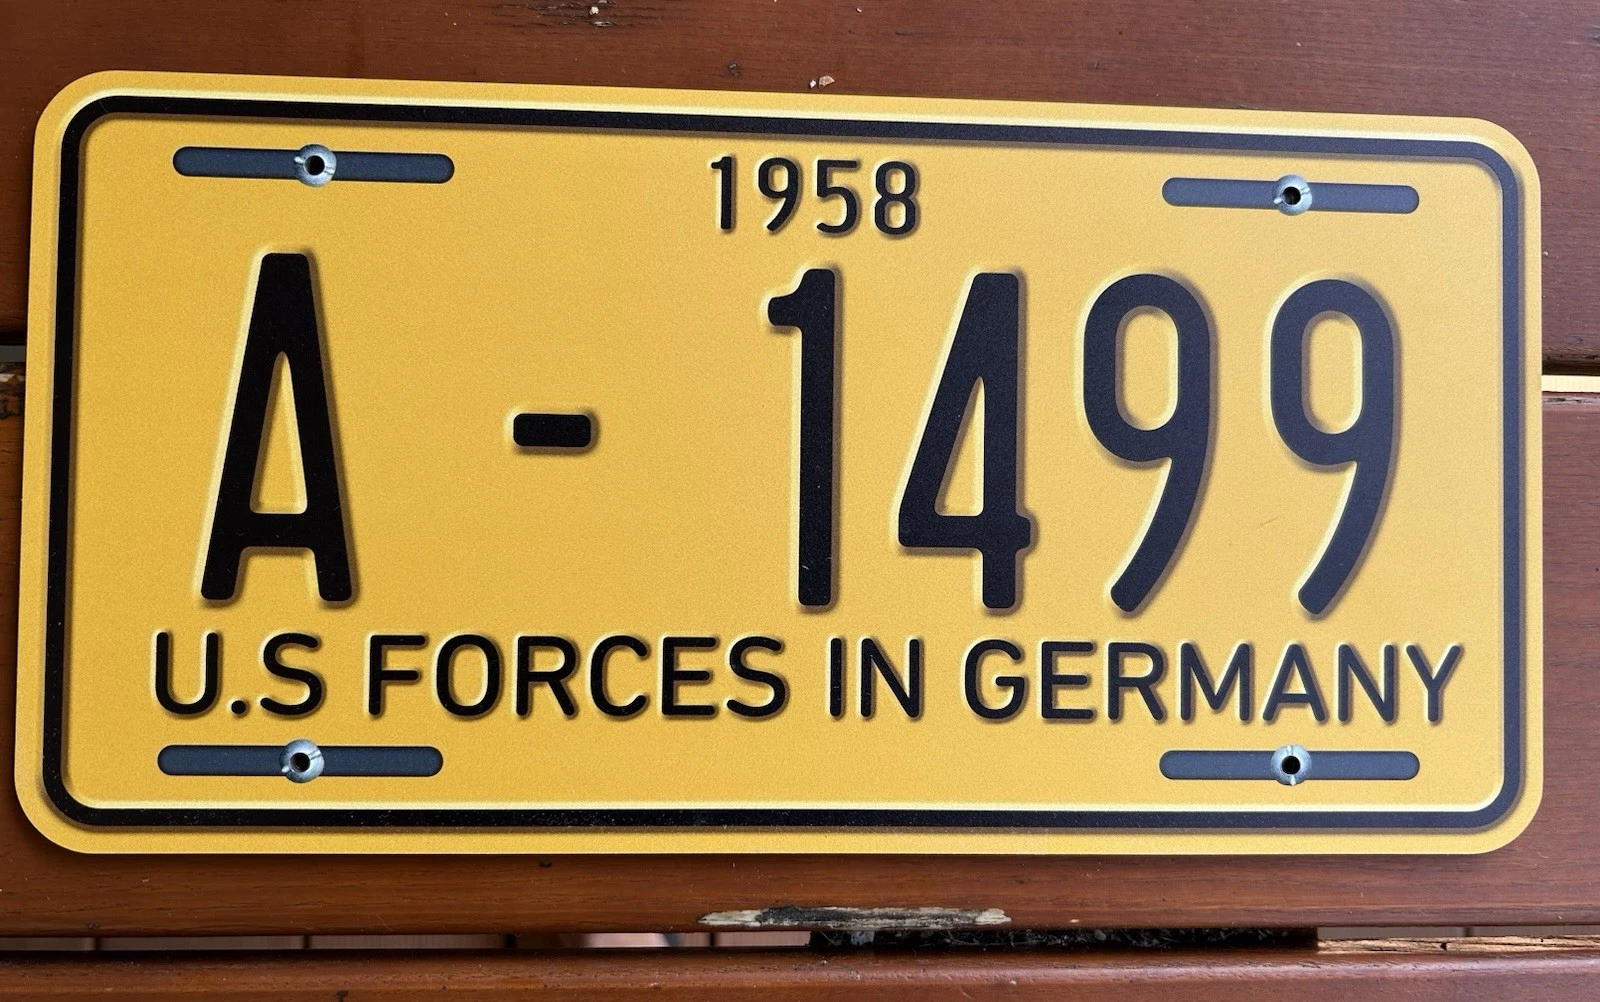 1958
A - 1499
U.S FORCES IN GERMANY